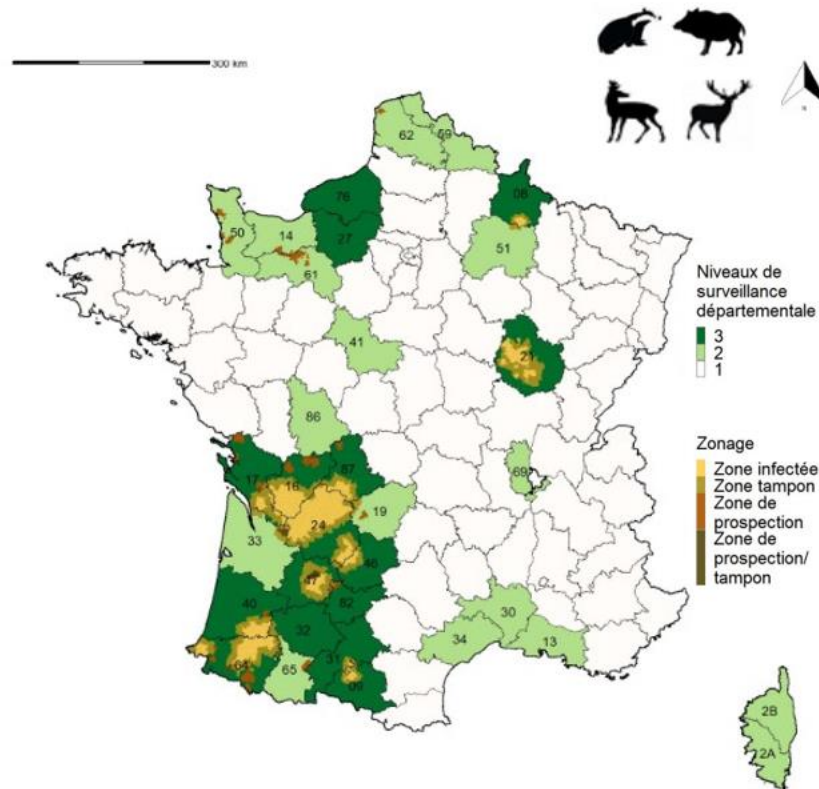 300 km
N
62
59
76
08
27
50
14
51
61
41
21
86
69
17
16
87
24
19
33
46
47
40
82
30
32
34
13
31
64
65
09
2B
2A
Niveaux de
surveillance
départementale
3
2
1
Zonage
Zone infectée
Zone tampon
Zone de
prospection
Zone de
prospection/
tampon